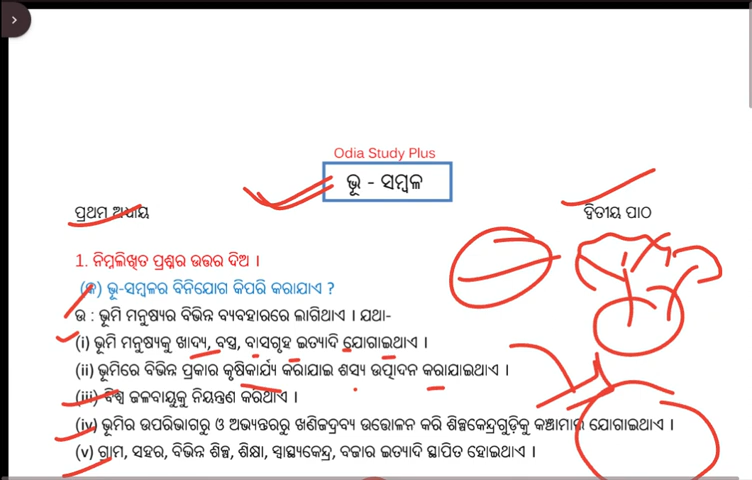 Odia Study Plus
ଭୂ - ସମ୍ବଳ
ପ୍ରଥମ ଅଧ୍ୟାୟ
ଦ୍ବିତୀୟ ପାଠ
1. ନିମ୍ନଲିଖିତ ପ୍ରଶ୍ନର ଉତ୍ତର ଦିଅ ।
(କ) ଭୂ-ସମ୍ବଳର ବିନିଯୋଗ କିପରି କରାଯାଏ ?
ଉ : ଭୂମି ମନୁଷ୍ୟର ବିଭିନ୍ନ ବ୍ୟବହାରରେ ଲାଗିଥାଏ । ଯଥା-
(i) ଭୂମି ମନୁଷ୍ୟକୁ ଖାଦ୍ୟ, ବସ୍ତ୍ର, ବାସଗୃହ ଇତ୍ୟାଦି ଯୋଗାଇଥାଏ ।
(ii) ଭୂମିରେ ବିଭିନ୍ନ ପ୍ରକାର କୃଷିକାର୍ଯ୍ୟ କରାଯାଇ ଶସ୍ୟ ଉତ୍ପାଦନ କରାଯାଇଥାଏ ।
(iii) ବିଶ୍ୱ ଜଳବାୟୁକୁ ନିୟନ୍ତ୍ରଣ କରିଥାଏ ।
(iv) ଭୂମିର ଉପରିଭାଗରୁ ଓ ଅଭ୍ୟନ୍ତରରୁ ଖଣିଜଦ୍ରବ୍ୟ ଉତ୍ତୋଳନ କରି ଶିଳ୍ପକେନ୍ଦ୍ରଗୁଡ଼ିକୁ କଞ୍ଚାମାଲ ଯୋଗାଇଥାଏ ।
(v) ଗ୍ରାମ, ସହର, ବିଭିନ୍ନ ଶିଳ୍ପ, ଶିକ୍ଷା, ସ୍ୱାସ୍ଥ୍ୟକେନ୍ଦ୍ର, ବଜାର ଇତ୍ୟାଦି ସ୍ଥାପିତ ହୋଇଥାଏ ।